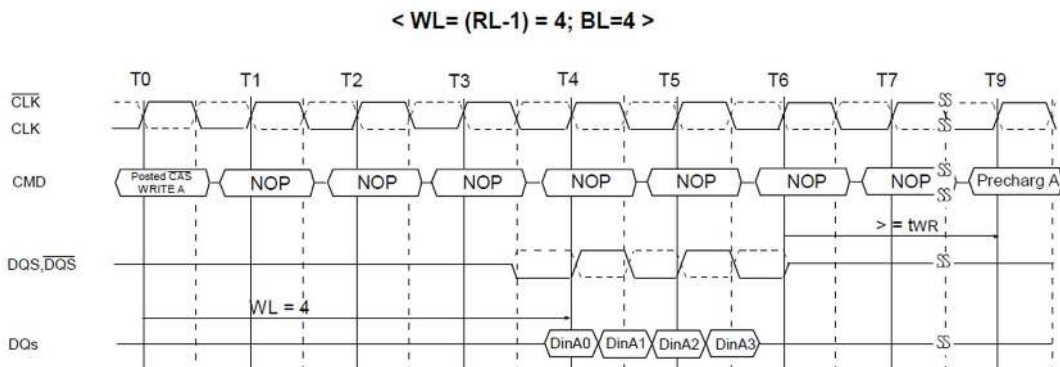 < WL= (RL-1) = 4; BL=4 >
T0 T1 T2 T3 T4 T5 T6 T7 T9
CLK
CLK
CMD Posted CAS WRITE A NOP NOP NOP NOP NOP NOP NOP Precharg A
> = tWR
DQS,DQS
WL = 4
DQs DinA0 DinA1 DinA2 DinA3